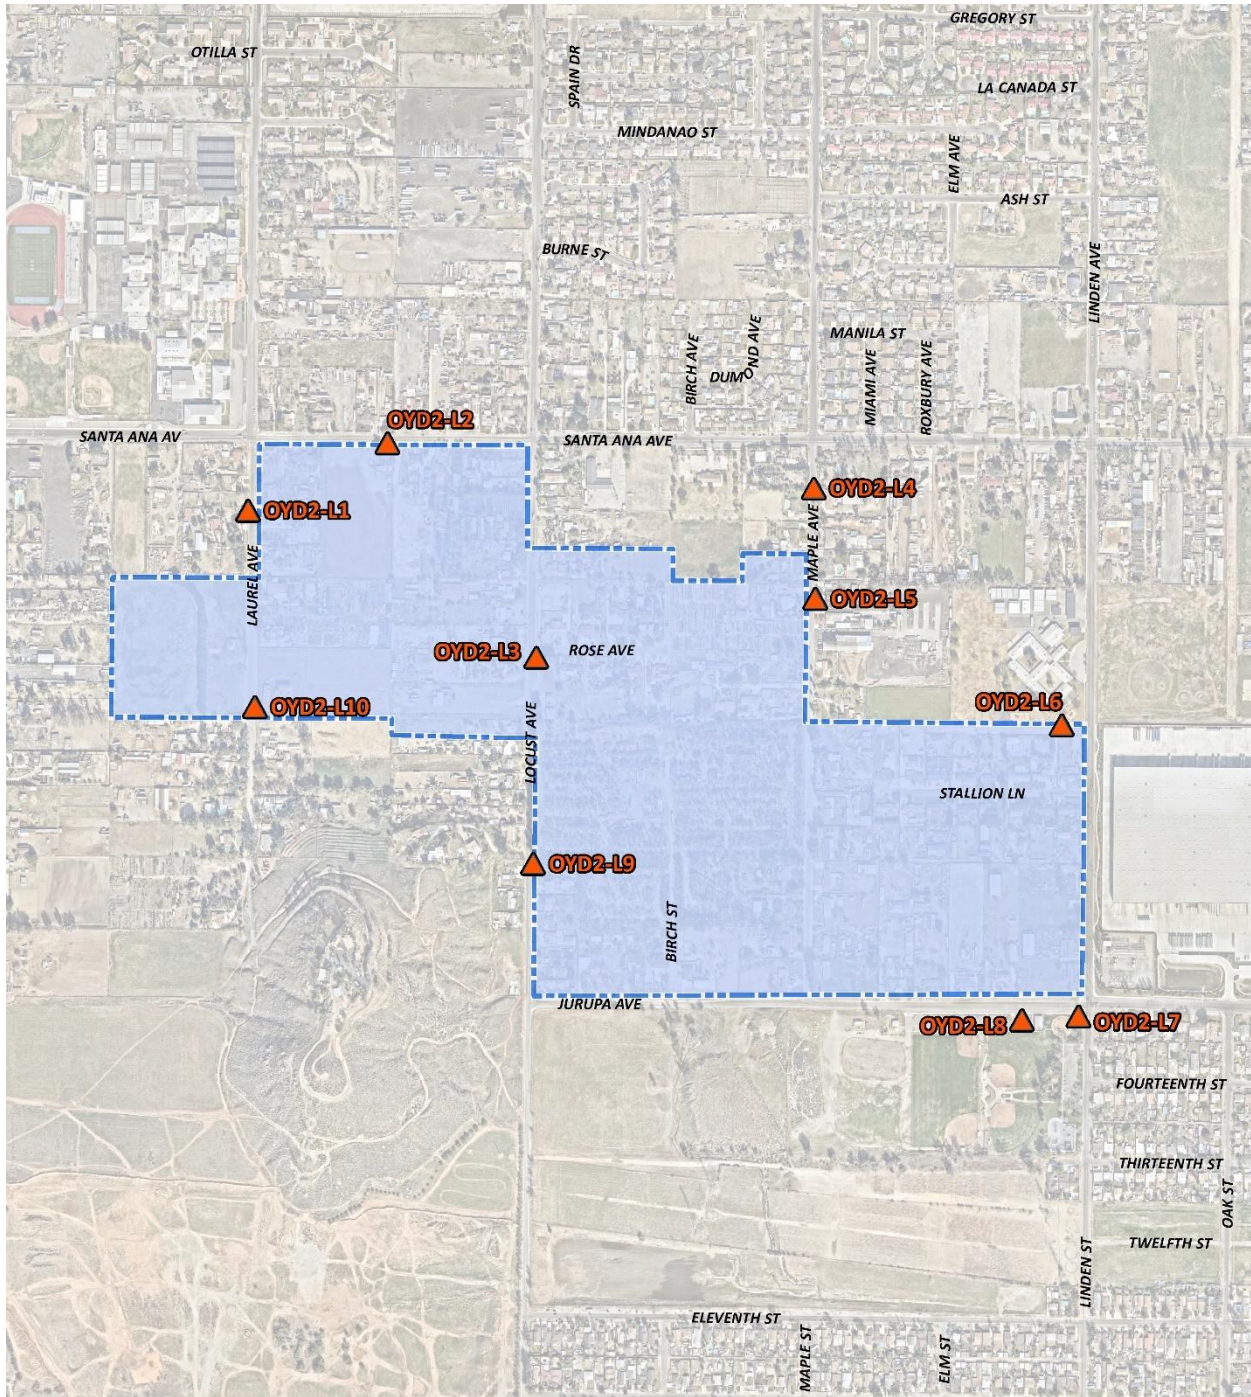 GREGORY ST
OTILLA ST
SPAIN DR
LA CANADA ST
MINDANAO ST
ELM AVE
ASH ST
BURNE ST
LINDEN AVE
MANILA ST
BIRCH AVE
DUMOND AVE
MIAMI AVE
ROXBURY AVE
OYD2-L2
SANTA ANA AV
SANTA ANA AVE
OYD2-L4
OYD2-L1
MAPLE AVE
LAUREL AVE
OYD2-L5
OYD2-L3
ROSE AVE
OYD2-L10
OYD2-L6
LOCUST AVE
STALLION LN
OYD2-L9
BIRCH ST
JURUPA AVE
OYD2-L8
OYD2-L7
FOURTEENTH ST
THIRTEENTH ST
OAK ST
TWELFTH ST
LINDEN ST
ELEVENTH ST
MAPLE ST
ELM ST